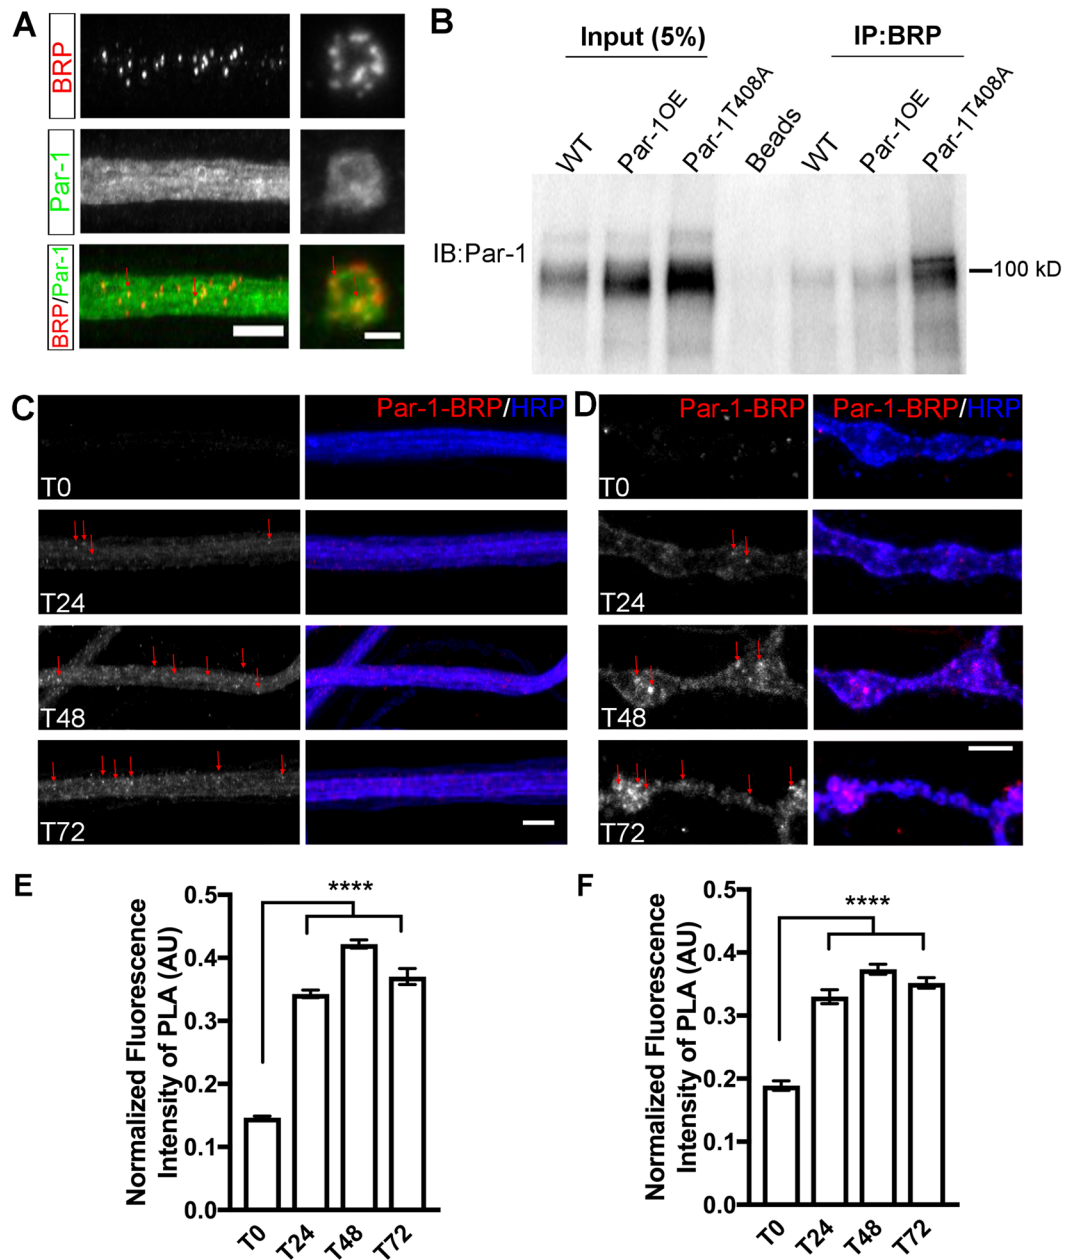 A
BRP
Par-1
BRP/Par-1
B
Input (5%)
IP:BRP
WT
Par-1OE
Par-1T408A
Beads
WT
Par-1OE
Par-1T408A
IB:Par-1
100 kD
C
Par-1-BRP/HRP
T0
T24
T48
T72
D
Par-1-BRP
Par-1-BRP/HRP
T0
T24
T48
T72
E
****
Normalized Fluorescence
Intensity of PLA (AU)
0.5
0.4
0.3
0.2
0.1
0.0
T0
T24
T48
T72
F
****
Normalized Fluorescence
Intensity of PLA (AU)
0.5
0.4
0.3
0.2
0.1
0.0
T0
T24
T48
T72